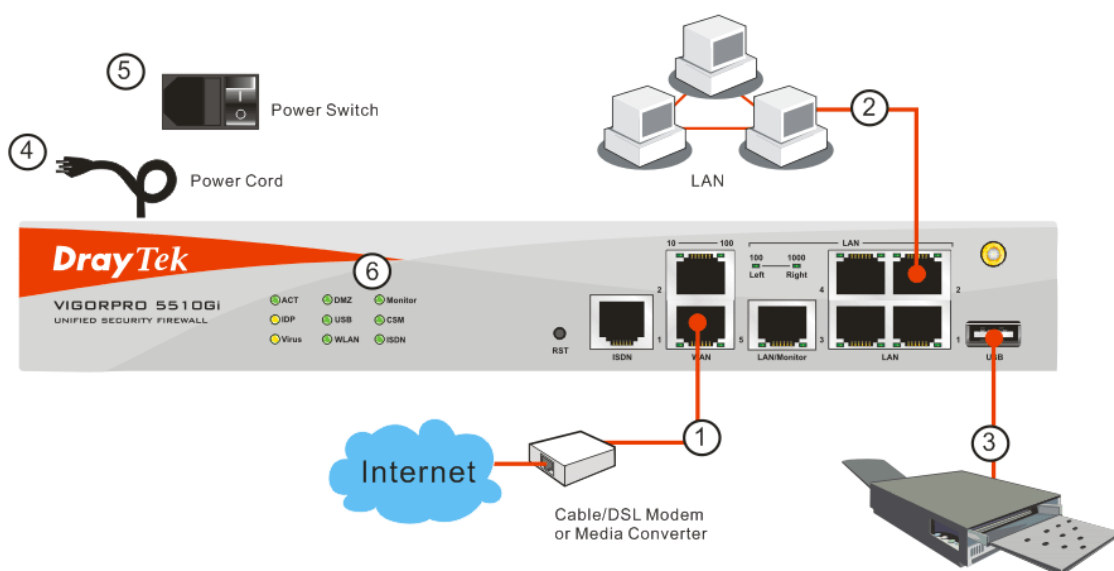 5
Power Switch
4
Power Cord
2
LAN
DrayTek
VIGORPRO 5510Gi
UNIFIED SECURITY FIREWALL
6
ACT DMZ Monitor
IDP USB CSM
Virus WLAN ISDN
RST
ISDN
10 100
2
1
WAN
LAN
100 1000
Left Right
5
LAN/Monitor
4
3
2
1
LAN
USB
1
Internet
Cable/DSL Modem
or Media Converter
3